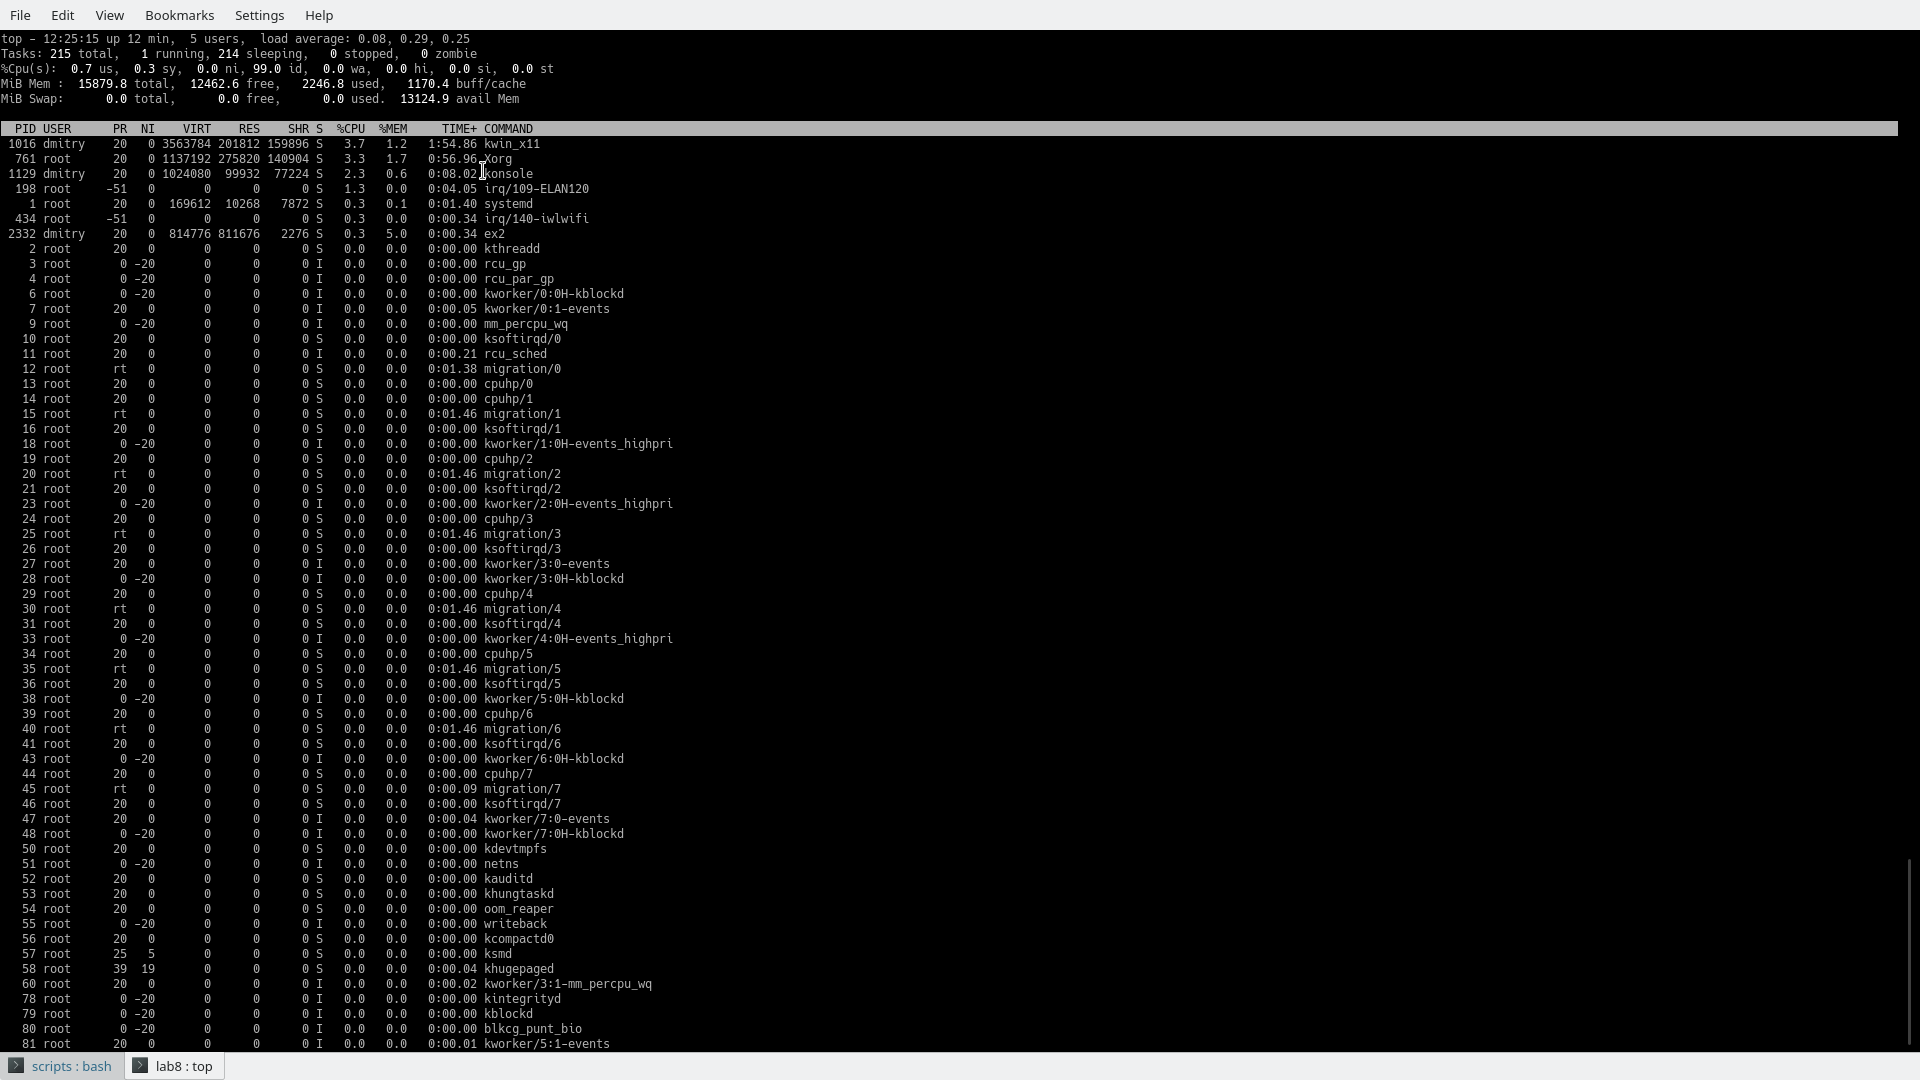 File Edit View Bookmarks Settings Help
top - 12:25:15 up 12 min,  5 users,  load average: 0.08, 0.29, 0.25
Tasks: 215 total,   1 running, 214 sleeping,   0 stopped,   0 zombie
%Cpu(s):  0.7 us,  0.3 sy,  0.0 ni, 99.0 id,  0.0 wa,  0.0 hi,  0.0 si,  0.0 st
MiB Mem :  15879.8 total,  12462.6 free,   2246.8 used,   1170.4 buff/cache
MiB Swap:      0.0 total,      0.0 free,      0.0 used.  13124.9 avail Mem
PID USER PR NI VIRT RES SHR S %CPU %MEM TIME+ COMMAND
1016 dmitry 20 0 3563784 201812 159896 S 3.7 1.2 1:54.86 kwin_x11
761 root 20 0 1137192 275820 140904 S 3.3 1.7 0:56.96 Xorg
1129 dmitry 20 0 1024080 99932 77224 S 2.3 0.6 0:08.02 konsole
198 root -51 0 0 0 0 S 1.3 0.0 0:04.05 irq/109-ELAN120
1 root 20 0 169612 10268 7872 S 0.3 0.1 0:01.40 systemd
434 root -51 0 0 0 0 S 0.3 0.0 0:00.34 irq/140-iwlwifi
2332 dmitry 20 0 814776 811676 2276 S 0.3 5.0 0:00.34 ex2
2 root 20 0 0 0 0 S 0.0 0.0 0:00.00 kthreadd
3 root 0 -20 0 0 0 I 0.0 0.0 0:00.00 rcu_gp
4 root 0 -20 0 0 0 I 0.0 0.0 0:00.00 rcu_par_gp
6 root 0 -20 0 0 0 I 0.0 0.0 0:00.00 kworker/0:0H-kblockd
7 root 20 0 0 0 0 I 0.0 0.0 0:00.05 kworker/0:1-events
9 root 0 -20 0 0 0 I 0.0 0.0 0:00.00 mm_percpu_wq
10 root 20 0 0 0 0 S 0.0 0.0 0:00.00 ksoftirqd/0
11 root 20 0 0 0 0 I 0.0 0.0 0:00.21 rcu_sched
12 root rt 0 0 0 0 S 0.0 0.0 0:01.38 migration/0
13 root 20 0 0 0 0 S 0.0 0.0 0:00.00 cpuhp/0
14 root 20 0 0 0 0 S 0.0 0.0 0:00.00 cpuhp/1
15 root rt 0 0 0 0 S 0.0 0.0 0:01.46 migration/1
16 root 20 0 0 0 0 S 0.0 0.0 0:00.00 ksoftirqd/1
18 root 0 -20 0 0 0 I 0.0 0.0 0:00.00 kworker/1:0H-events_highpri
19 root 20 0 0 0 0 S 0.0 0.0 0:00.00 cpuhp/2
20 root rt 0 0 0 0 S 0.0 0.0 0:01.46 migration/2
21 root 20 0 0 0 0 S 0.0 0.0 0:00.00 ksoftirqd/2
23 root 0 -20 0 0 0 I 0.0 0.0 0:00.00 kworker/2:0H-events_highpri
24 root 20 0 0 0 0 S 0.0 0.0 0:00.00 cpuhp/3
25 root rt 0 0 0 0 S 0.0 0.0 0:01.46 migration/3
26 root 20 0 0 0 0 S 0.0 0.0 0:00.00 ksoftirqd/3
27 root 20 0 0 0 0 I 0.0 0.0 0:00.00 kworker/3:0-events
28 root 0 -20 0 0 0 I 0.0 0.0 0:00.00 kworker/3:0H-kblockd
29 root 20 0 0 0 0 S 0.0 0.0 0:00.00 cpuhp/4
30 root rt 0 0 0 0 S 0.0 0.0 0:01.46 migration/4
31 root 20 0 0 0 0 S 0.0 0.0 0:00.00 ksoftirqd/4
33 root 0 -20 0 0 0 I 0.0 0.0 0:00.00 kworker/4:0H-events_highpri
34 root 20 0 0 0 0 S 0.0 0.0 0:00.00 cpuhp/5
35 root rt 0 0 0 0 S 0.0 0.0 0:01.46 migration/5
36 root 20 0 0 0 0 S 0.0 0.0 0:00.00 ksoftirqd/5
38 root 0 -20 0 0 0 I 0.0 0.0 0:00.00 kworker/5:0H-kblockd
39 root 20 0 0 0 0 S 0.0 0.0 0:00.00 cpuhp/6
40 root rt 0 0 0 0 S 0.0 0.0 0:01.46 migration/6
41 root 20 0 0 0 0 S 0.0 0.0 0:00.00 ksoftirqd/6
43 root 0 -20 0 0 0 I 0.0 0.0 0:00.00 kworker/6:0H-kblockd
44 root 20 0 0 0 0 S 0.0 0.0 0:00.00 cpuhp/7
45 root rt 0 0 0 0 S 0.0 0.0 0:00.09 migration/7
46 root 20 0 0 0 0 S 0.0 0.0 0:00.00 ksoftirqd/7
47 root 20 0 0 0 0 I 0.0 0.0 0:00.04 kworker/7:0-events
48 root 0 -20 0 0 0 I 0.0 0.0 0:00.00 kworker/7:0H-kblockd
50 root 20 0 0 0 0 S 0.0 0.0 0:00.00 kdevtmpfs
51 root 0 -20 0 0 0 I 0.0 0.0 0:00.00 netns
52 root 20 0 0 0 0 S 0.0 0.0 0:00.00 kauditd
53 root 20 0 0 0 0 S 0.0 0.0 0:00.00 khungtaskd
54 root 20 0 0 0 0 S 0.0 0.0 0:00.00 oom_reaper
55 root 0 -20 0 0 0 I 0.0 0.0 0:00.00 writeback
56 root 20 0 0 0 0 S 0.0 0.0 0:00.00 kcompactd0
57 root 25 5 0 0 0 S 0.0 0.0 0:00.00 ksmd
58 root 39 19 0 0 0 S 0.0 0.0 0:00.04 khugepaged
60 root 20 0 0 0 0 I 0.0 0.0 0:00.02 kworker/3:1-mm_percpu_wq
78 root 0 -20 0 0 0 I 0.0 0.0 0:00.00 kintegrityd
79 root 0 -20 0 0 0 I 0.0 0.0 0:00.00 kblockd
80 root 0 -20 0 0 0 I 0.0 0.0 0:00.00 blkcg_punt_bio
81 root 20 0 0 0 0 I 0.0 0.0 0:00.01 kworker/5:1-events
scripts : bash lab8 : top